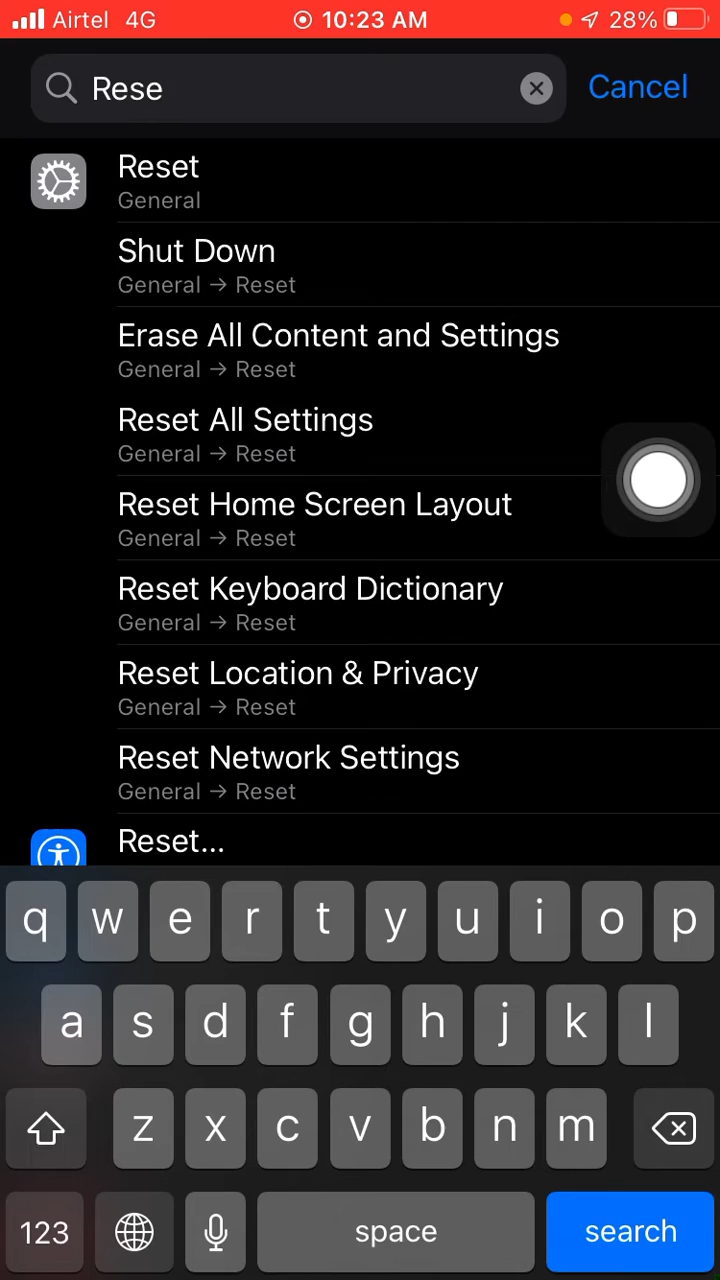 Airtel 4G 10:23 AM 28%
Rese Cancel
Reset
General
Shut Down
General → Reset
Erase All Content and Settings
General → Reset
Reset All Settings
General → Reset
Reset Home Screen Layout
General → Reset
Reset Keyboard Dictionary
General → Reset
Reset Location & Privacy
General → Reset
Reset Network Settings
General → Reset
Reset...
q w e r t y u i o p
a s d f g h j k l
z x c v b n m
123 space search